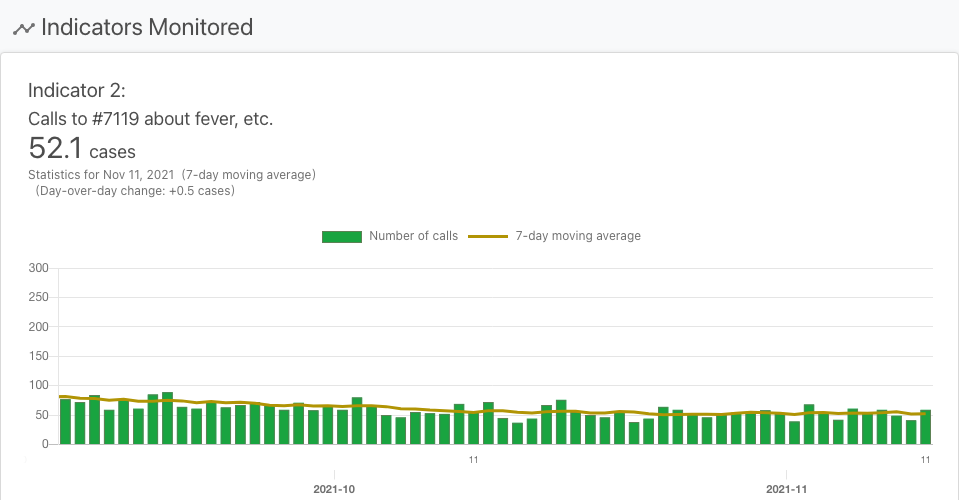 Indicators Monitored
Indicator 2:
Calls to #7119 about fever, etc.
52.1 cases
Statistics for Nov 11, 2021 (7-day moving average)
(Day-over-day change: +0.5 cases)
Number of calls 7-day moving average
300
250
200
150
100
50
0
11 11
2021-10 2021-11